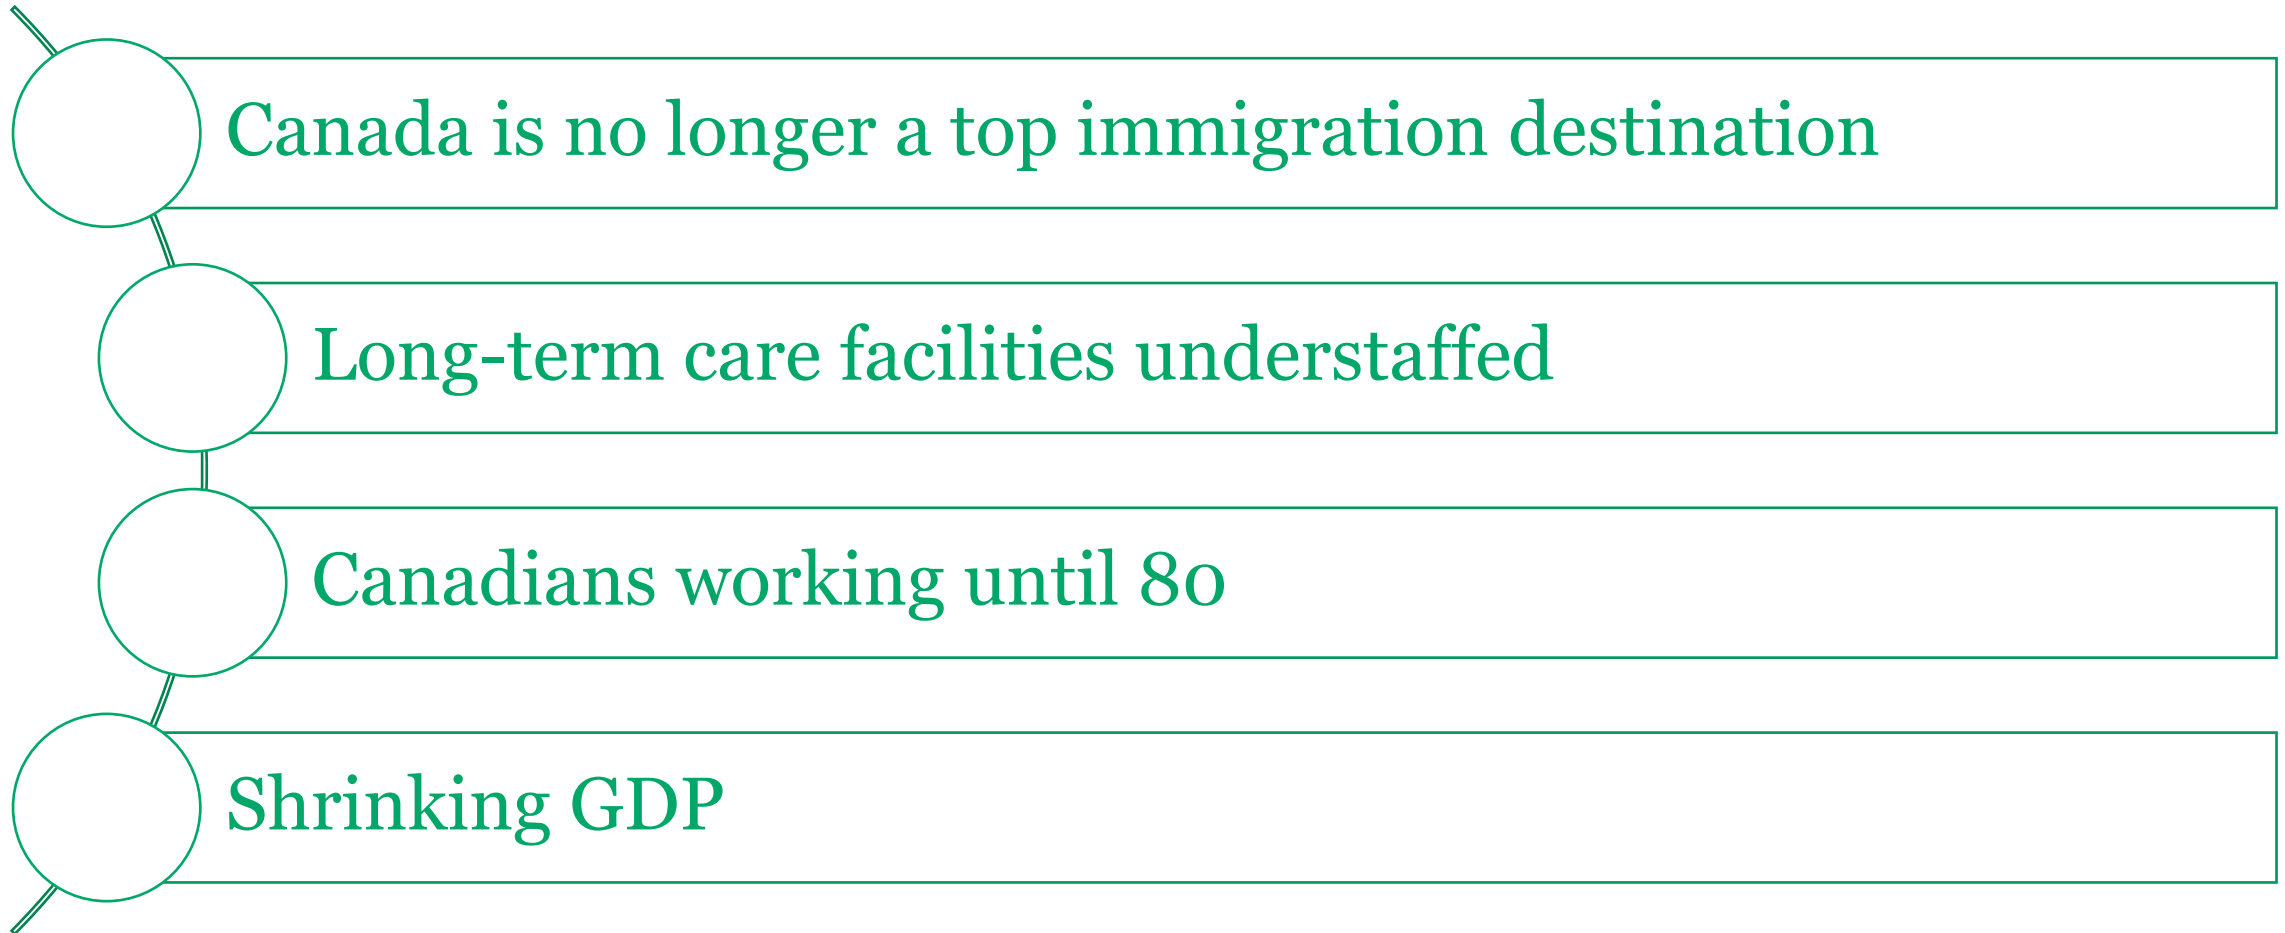 Canada is no longer a top immigration destination
Long-term care facilities understaffed
Canadians working until 80
Shrinking GDP